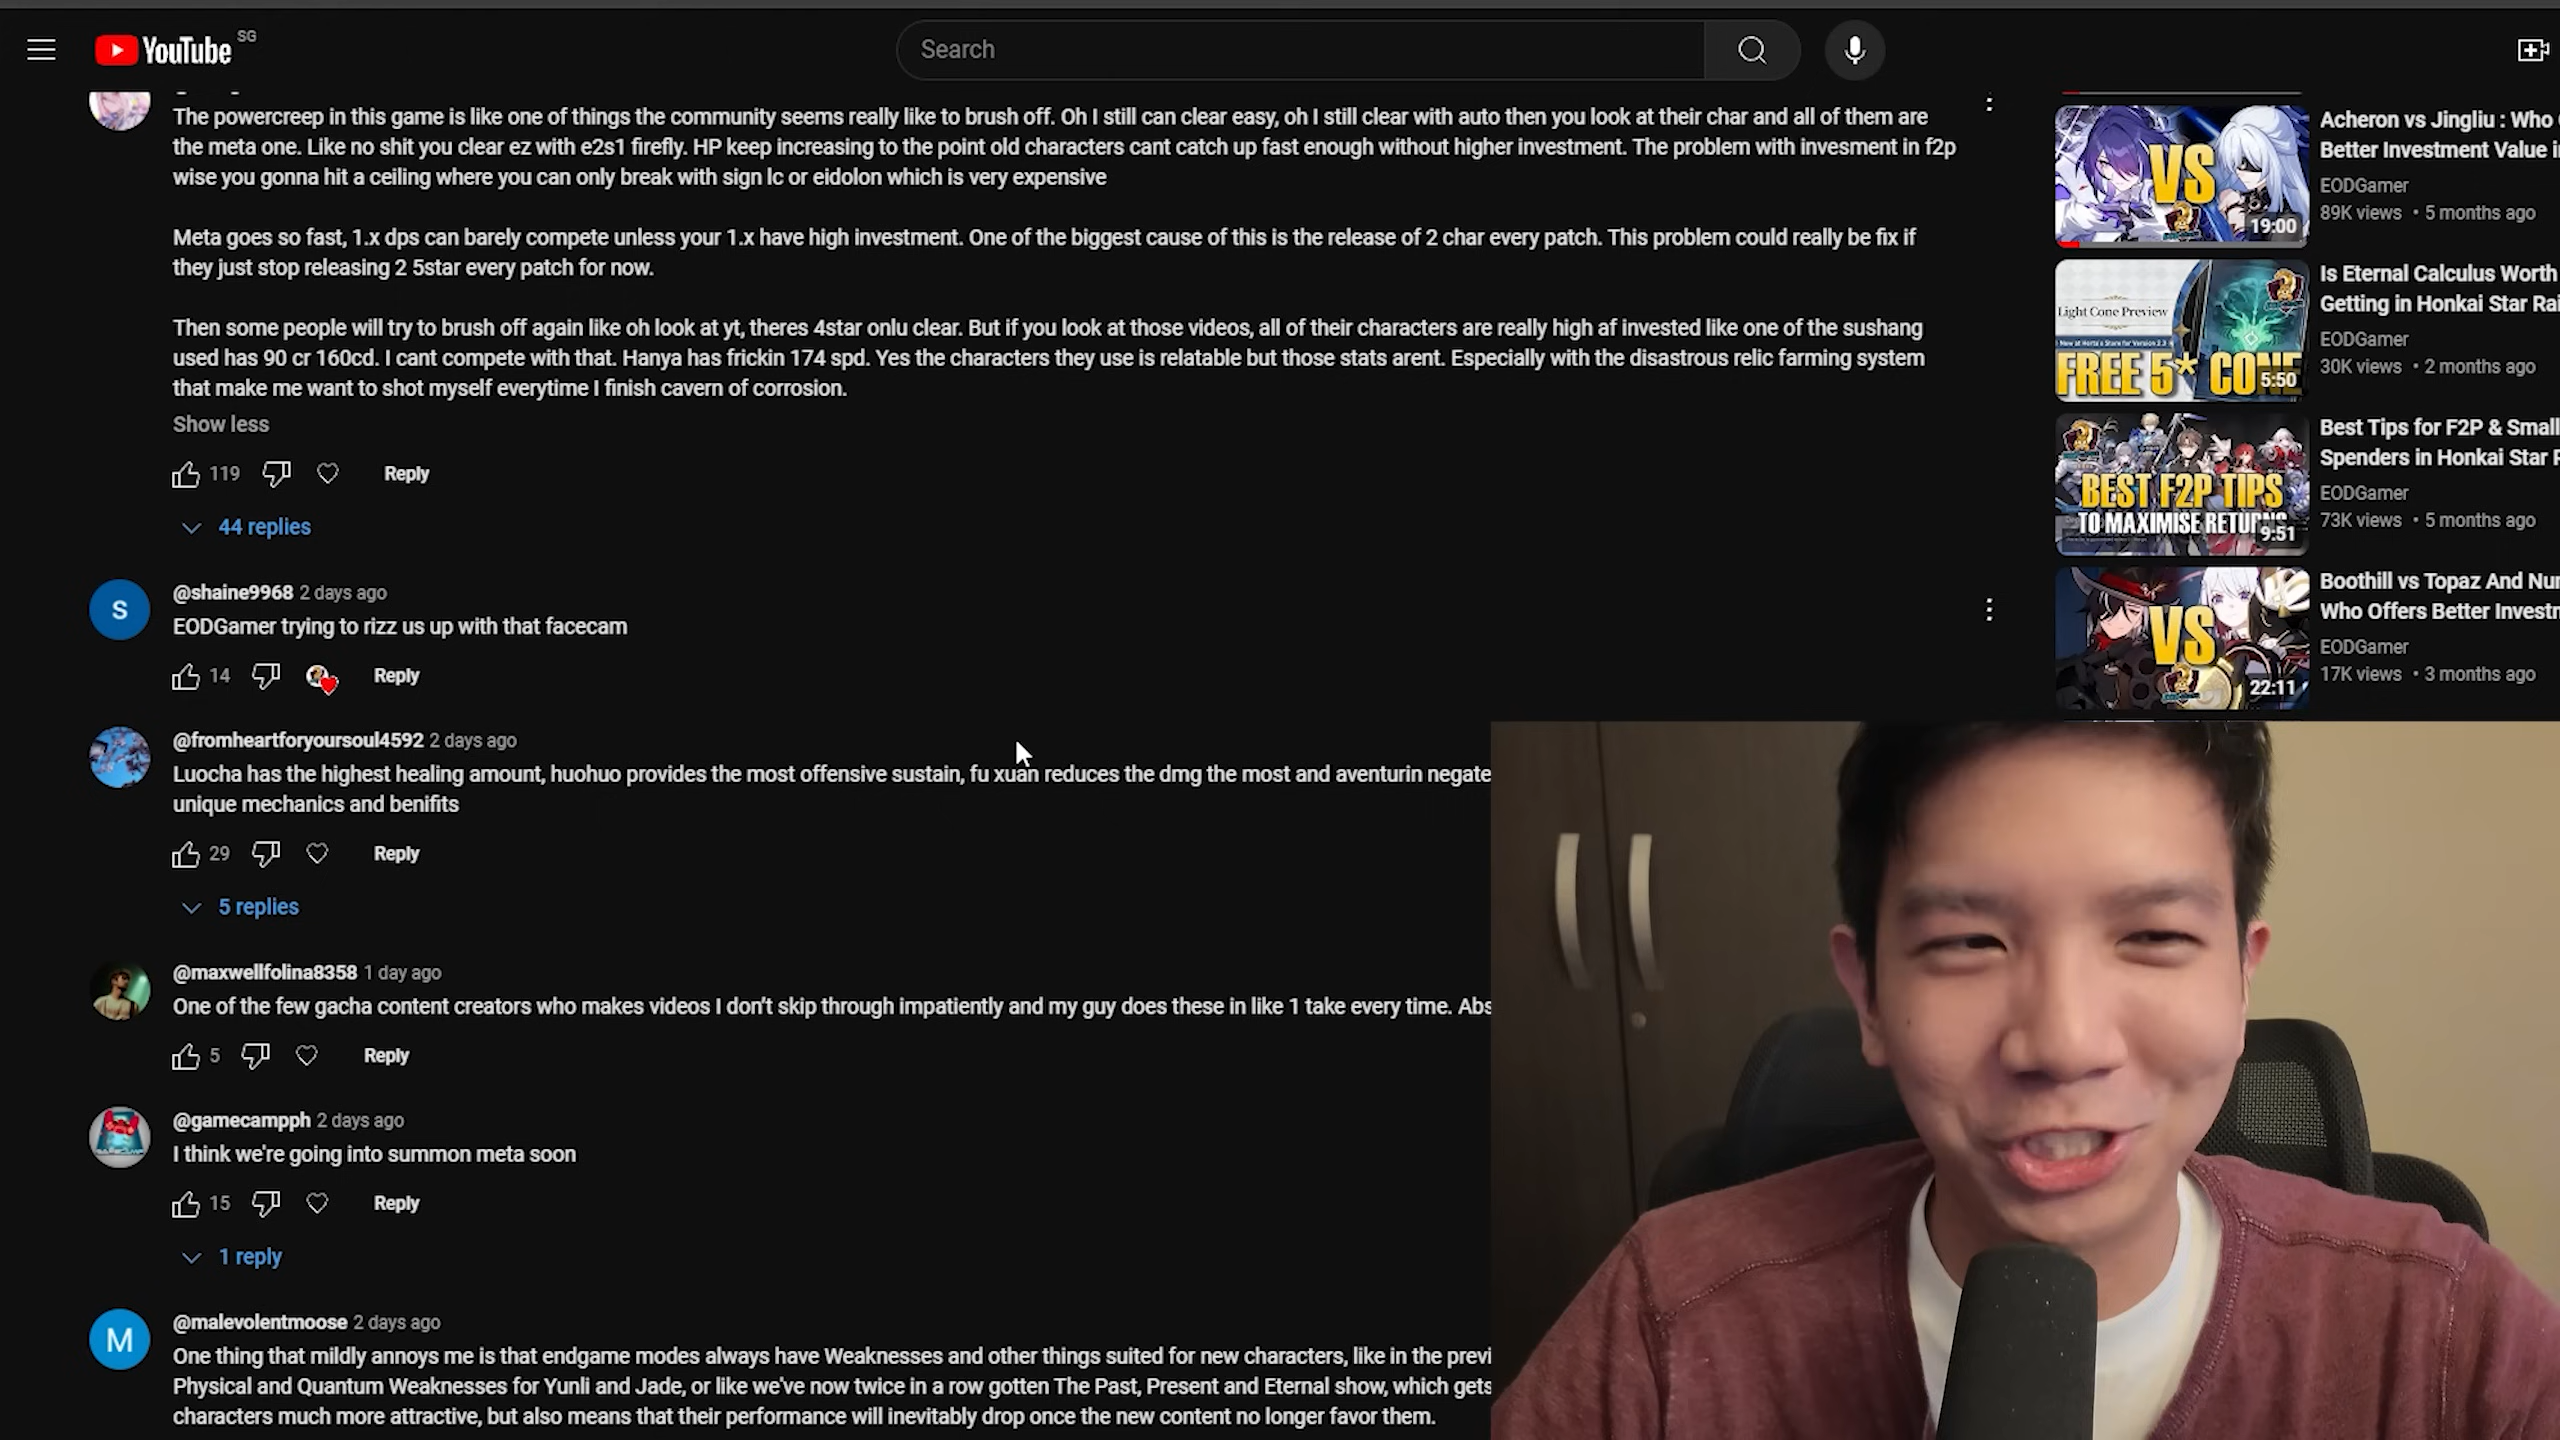 YouTube SG
Search
The powercreep in this game is like one of things the community seems really like to brush off. Oh I still can clear easy, oh I still clear with auto then you look at their char and all of them are
the meta one. Like no shit you clear ez with e2s1 firefly. HP keep increasing to the point old characters cant catch up fast enough without higher investment. The problem with invesment in f2p
wise you gonna hit a ceiling where you can only break with sign lc or eidolon which is very expensive
Meta goes so fast, 1.x dps can barely compete unless your 1.x have high investment. One of the biggest cause of this is the release of 2 char every patch. This problem could really be fix if
they just stop releasing 2 5star every patch for now.
Then some people will try to brush off again like oh look at yt, theres 4star onlu clear. But if you look at those videos, all of their characters are really high af invested like one of the sushang
used has 90 cr 160cd. I cant compete with that. Hanya has frickin 174 spd. Yes the characters they use is relatable but those stats arent. Especially with the disastrous relic farming system
that make me want to shot myself everytime I finish cavern of corrosion.
Show less
119 Reply
44 replies
S
@shaine9968 2 days ago
EODGamer trying to rizz us up with that facecam
14 Reply
@fromheartforyoursoul4592 2 days ago
Luocha has the highest healing amount, huohuo provides the most offensive sustain, fu xuan reduces the dmg the most and aventurin negate
unique mechanics and benifits
29 Reply
5 replies
@maxwellfolina8358 1 day ago
One of the few gacha content creators who makes videos I don't skip through impatiently and my guy does these in like 1 take every time. Abs
5 Reply
@gamecampph 2 days ago
I think we're going into summon meta soon
15 Reply
1 reply
M
@malevolentmoose 2 days ago
One thing that mildly annoys me is that endgame modes always have Weaknesses and other things suited for new characters, like in the previ
Physical and Quantum Weaknesses for Yunli and Jade, or like we've now twice in a row gotten The Past, Present and Eternal show, which gets
characters much more attractive, but also means that their performance will inevitably drop once the new content no longer favor them.
VS
19:00
Acheron vs Jingliu : Who
Better Investment Value in
EODGamer
89K views • 5 months ago
Light Cone Preview
FREE 5* CONE
5:50
Is Eternal Calculus Worth
Getting in Honkai Star Rai
EODGamer
30K views • 2 months ago
BEST F2P TIPS
TO MAXIMISE RETURNS
9:51
Best Tips for F2P & Small
Spenders in Honkai Star
EODGamer
73K views • 5 months ago
VS
22:11
Boothill vs Topaz And Num
Who Offers Better Investm
EODGamer
17K views • 3 months ago